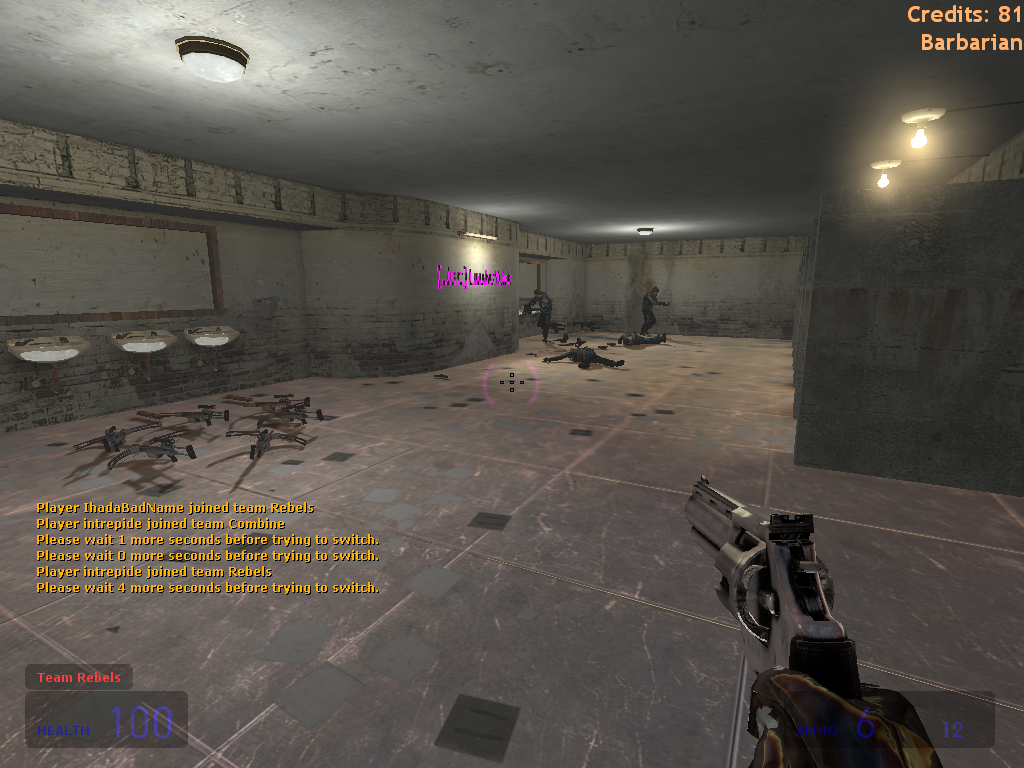 Credits: 81
Barbarian
Player IhadaBadName joined team Rebels
Player intrepide joined team Combine
Please wait 1 more seconds before trying to switch.
Please wait 0 more seconds before trying to switch.
Player intrepide joined team Rebels
Please wait 4 more seconds before trying to switch.
Team Rebels
HEALTH 100
AMMO 6 12